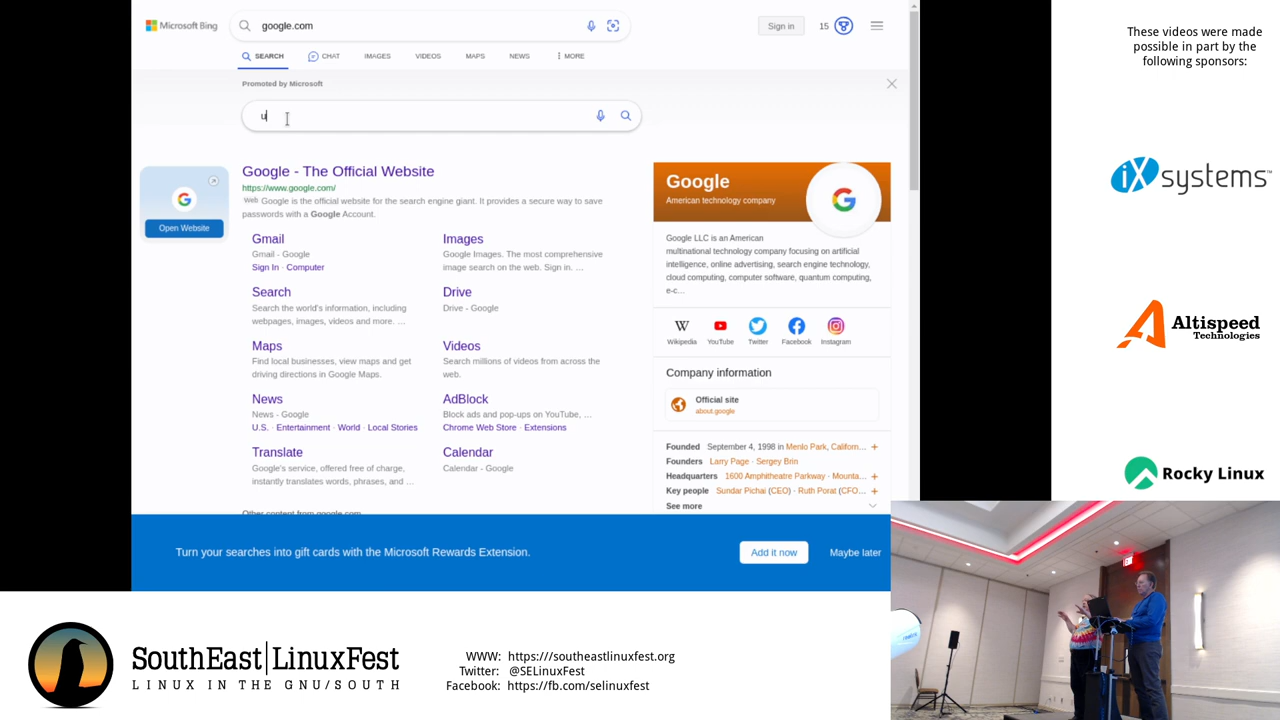 Microsoft Bing
google.com
Sign in
15
SEARCH
CHAT
IMAGES
VIDEOS
MAPS
NEWS
MORE
Promoted by Microsoft
u
Open Website
Google - The Official Website
https://www.google.com/
Web Google is the official website for the search engine giant. It provides a secure way to save
passwords with a Google Account.
Gmail
Gmail - Google
Sign In · Computer
Images
Google Images. The most comprehensive
image search on the web. Sign in. …
Search
Search the world's information, including
webpages, images, videos and more. …
Drive
Drive - Google
Maps
Find local businesses, view maps and get
driving directions in Google Maps.
Videos
Search millions of videos from across the
web.
News
News - Google
U.S. · Entertainment · World · Local Stories
AdBlock
Block ads and pop-ups on YouTube, …
Chrome Web Store · Extensions
Translate
Google's service, offered free of charge,
instantly translates words, phrases, and …
Calendar
Calendar - Google
Other content from google.com
Google
American technology company
Google LLC is an American
multinational technology company focusing on artificial
intelligence, online advertising, search engine technology,
cloud computing, computer software, quantum computing,
e-c…
W
Wikipedia
YouTube
Twitter
Facebook
Instagram
Company information
Official site
about.google
Founded September 4, 1998 in Menlo Park, Californ… +
Founders Larry Page · Sergey Brin
Headquarters 1600 Amphitheatre Parkway · Mounta… +
Key people Sundar Pichai (CEO) · Ruth Porat (CFO… +
See more
Turn your searches into gift cards with the Microsoft Rewards Extension.
Add it now
Maybe later
These videos were made
possible in part by the
following sponsors:
iXsystems™
Altispeed
Technologies
Rocky Linux
EXIT
SouthEast|LinuxFest
LINUX IN THE GNU/SOUTH
WWW: https:///southeastlinuxfest.org
Twitter: @SELinuxFest
Facebook: https://fb.com/selinuxfest